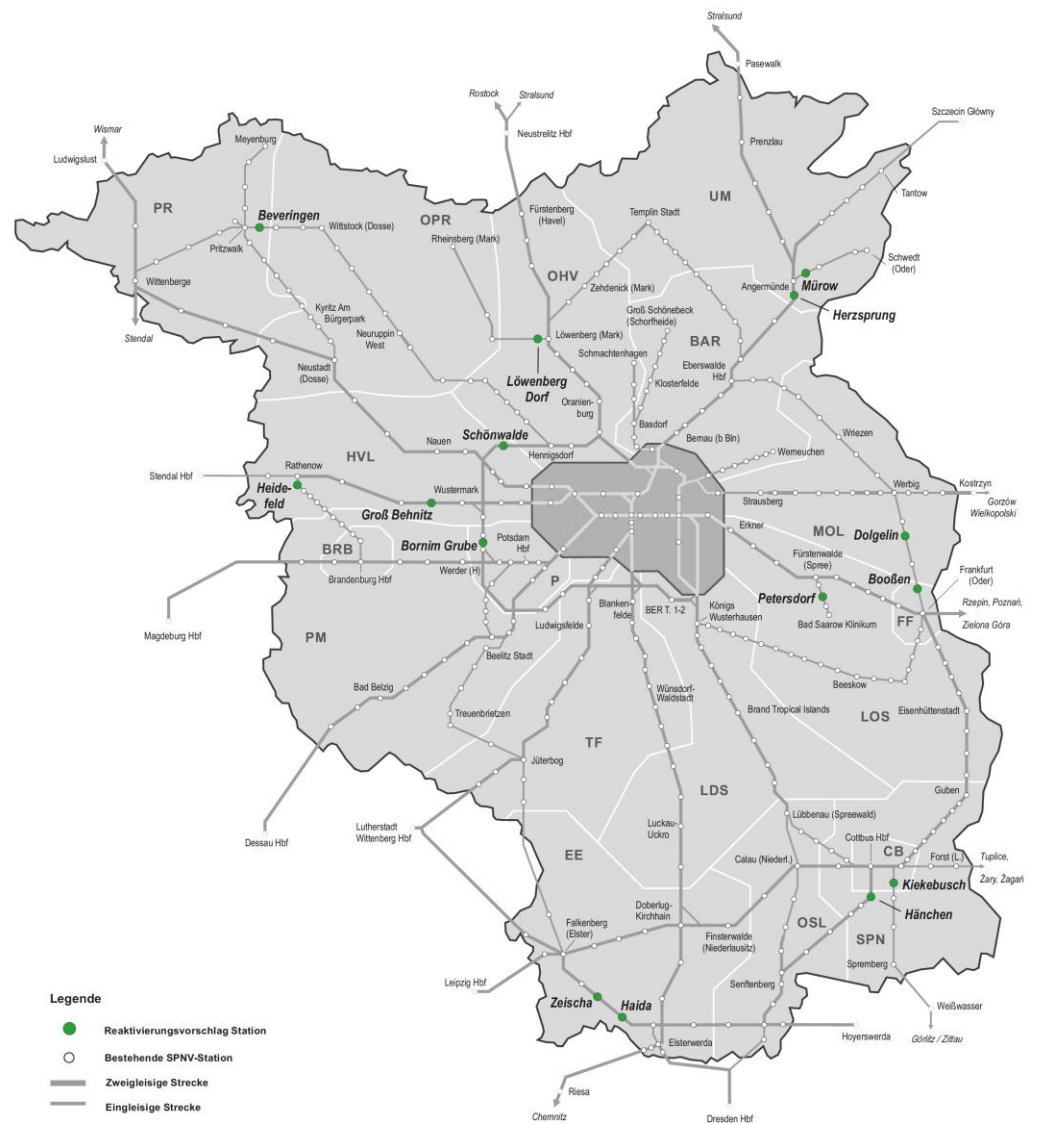 Stralsund
Pasewalk
Rostock
Stralsund
Neustrelitz Hbf
Szczecin Główny
Wismar
Ludwigslust
Meyenburg
Prenzlau
Tantow
PR
Beveringen
OPR
UM
Wittstock (Dosse)
Rheinsberg (Mark)
Fürstenberg
(Havel)
Templin Stadt
Pritzwalk
Schwedt
(Oder)
OHV
Wittenberge
Zehdenick (Mark)
Angermünde
Mürow
Herzsprung
Kyritz Am
Bürgerpark
Groß Schönebeck
(Schorfheide)
Stendal
Neuruppin
West
Löwenberg (Mark)
BAR
Schmachtenhagen
Neustadt
(Dosse)
Löwenberg
Dorf
Klosterfelde
Eberswalde
Hbf
Oranien-
burg
Basdorf
Schönwalde
Nauen
Hennigsdorf
Bernau (b Bln)
Wriezen
HVL
Werneuchen
Stendal Hbf
Rathenow
Heide-
feld
Wustermark
Groß Behnitz
Strausberg
Werbig
Kostrzyn
Gorzów
Wielkopolski
Erkner
MOL
Dolgelin
BRB
Bornim Grube
Potsdam
Hbf
Fürstenwalde
(Spree)
Frankfurt
(Oder)
Werder (H)
Brandenburg Hbf
P
Booßen
Petersdorf
Blanken-
felde
BER T. 1-2
Königs
Wusterhausen
Rzepin, Poznań,
Zielona Góra
FF
Magdeburg Hbf
PM
Ludwigsfelde
Bad Saarow Klinikum
Beelitz Stadt
Bad Belzig
Wünsdorf-
Waldstadt
Beeskow
Treuenbrietzen
Brand Tropical Islands
LOS
Eisenhüttenstadt
TF
Jüterbog
LDS
Guben
Lübbenau (Spreewald)
Dessau Hbf
Lutherstadt
Wittenberg Hbf
Luckau-
Uckro
Cottbus Hbf
CB
EE
Calau (Niederl.)
Forst (L.)
Tuplice,
Żary, Żagań
Kiekebusch
Doberlug-
Kirchhain
Hänchen
Falkenberg
(Elster)
Finsterwalde
(Niederlausitz)
OSL
SPN
Spremberg
Leipzig Hbf
Senftenberg
Zeischa
Haida
Weißwasser
Elsterwerda
Hoyerswerda
Görlitz / Zittau
Riesa
Chemnitz
Dresden Hbf
Legende
Reaktivierungsvorschlag Station
Bestehende SPNV-Station
Zweigleisige Strecke
Eingleisige Strecke